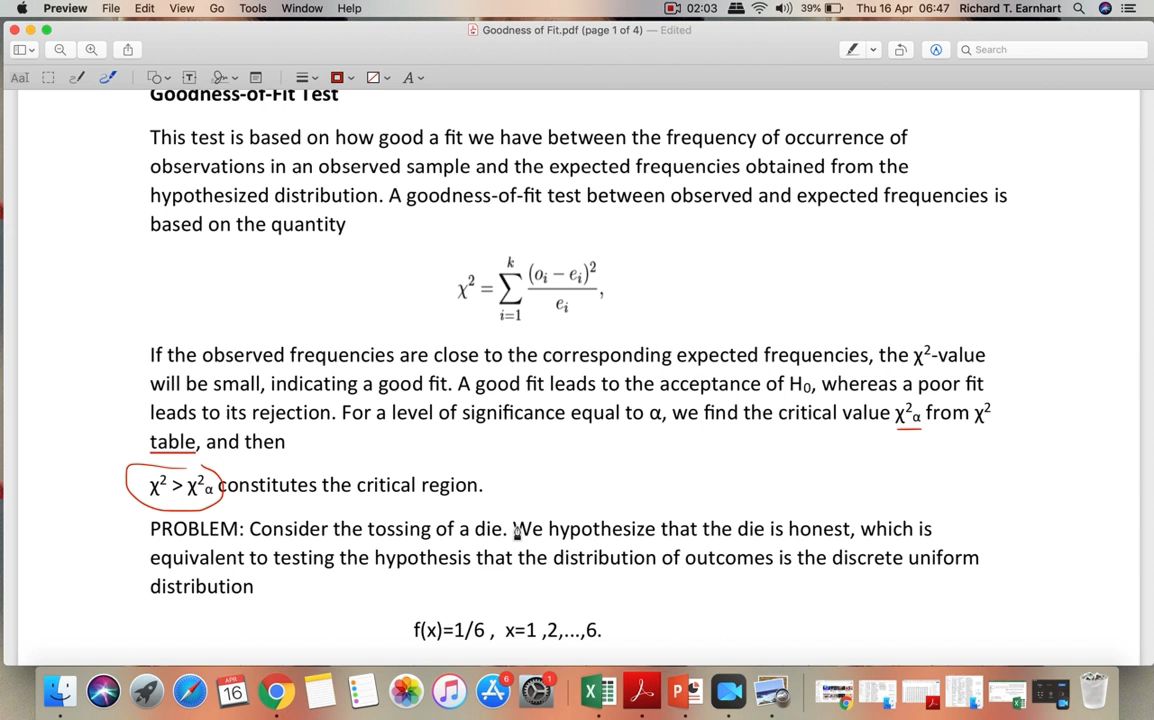 Preview File Edit View Go Tools Window Help 02:03 39% Thu 16 Apr 06:47 Richard T. Earnhart
Goodness of Fit.pdf (page 1 of 4) — Edited
Search
AaI T A
Goodness-of-Fit Test
This test is based on how good a fit we have between the frequency of occurrence of
observations in an observed sample and the expected frequencies obtained from the
hypothesized distribution. A goodness-of-fit test between observed and expected frequencies is
based on the quantity
χ² = ∑ᵢ₌₁ᵏ (oᵢ − eᵢ)² / eᵢ,
If the observed frequencies are close to the corresponding expected frequencies, the χ²-value
will be small, indicating a good fit. A good fit leads to the acceptance of H₀, whereas a poor fit
leads to its rejection. For a level of significance equal to α, we find the critical value χ²α from χ²
table, and then
χ² > χ²α constitutes the critical region.
PROBLEM: Consider the tossing of a die. We hypothesize that the die is honest, which is
equivalent to testing the hypothesis that the distribution of outcomes is the discrete uniform
distribution
f(x)=1/6 , x=1 ,2,...,6.
APR
16
6
1